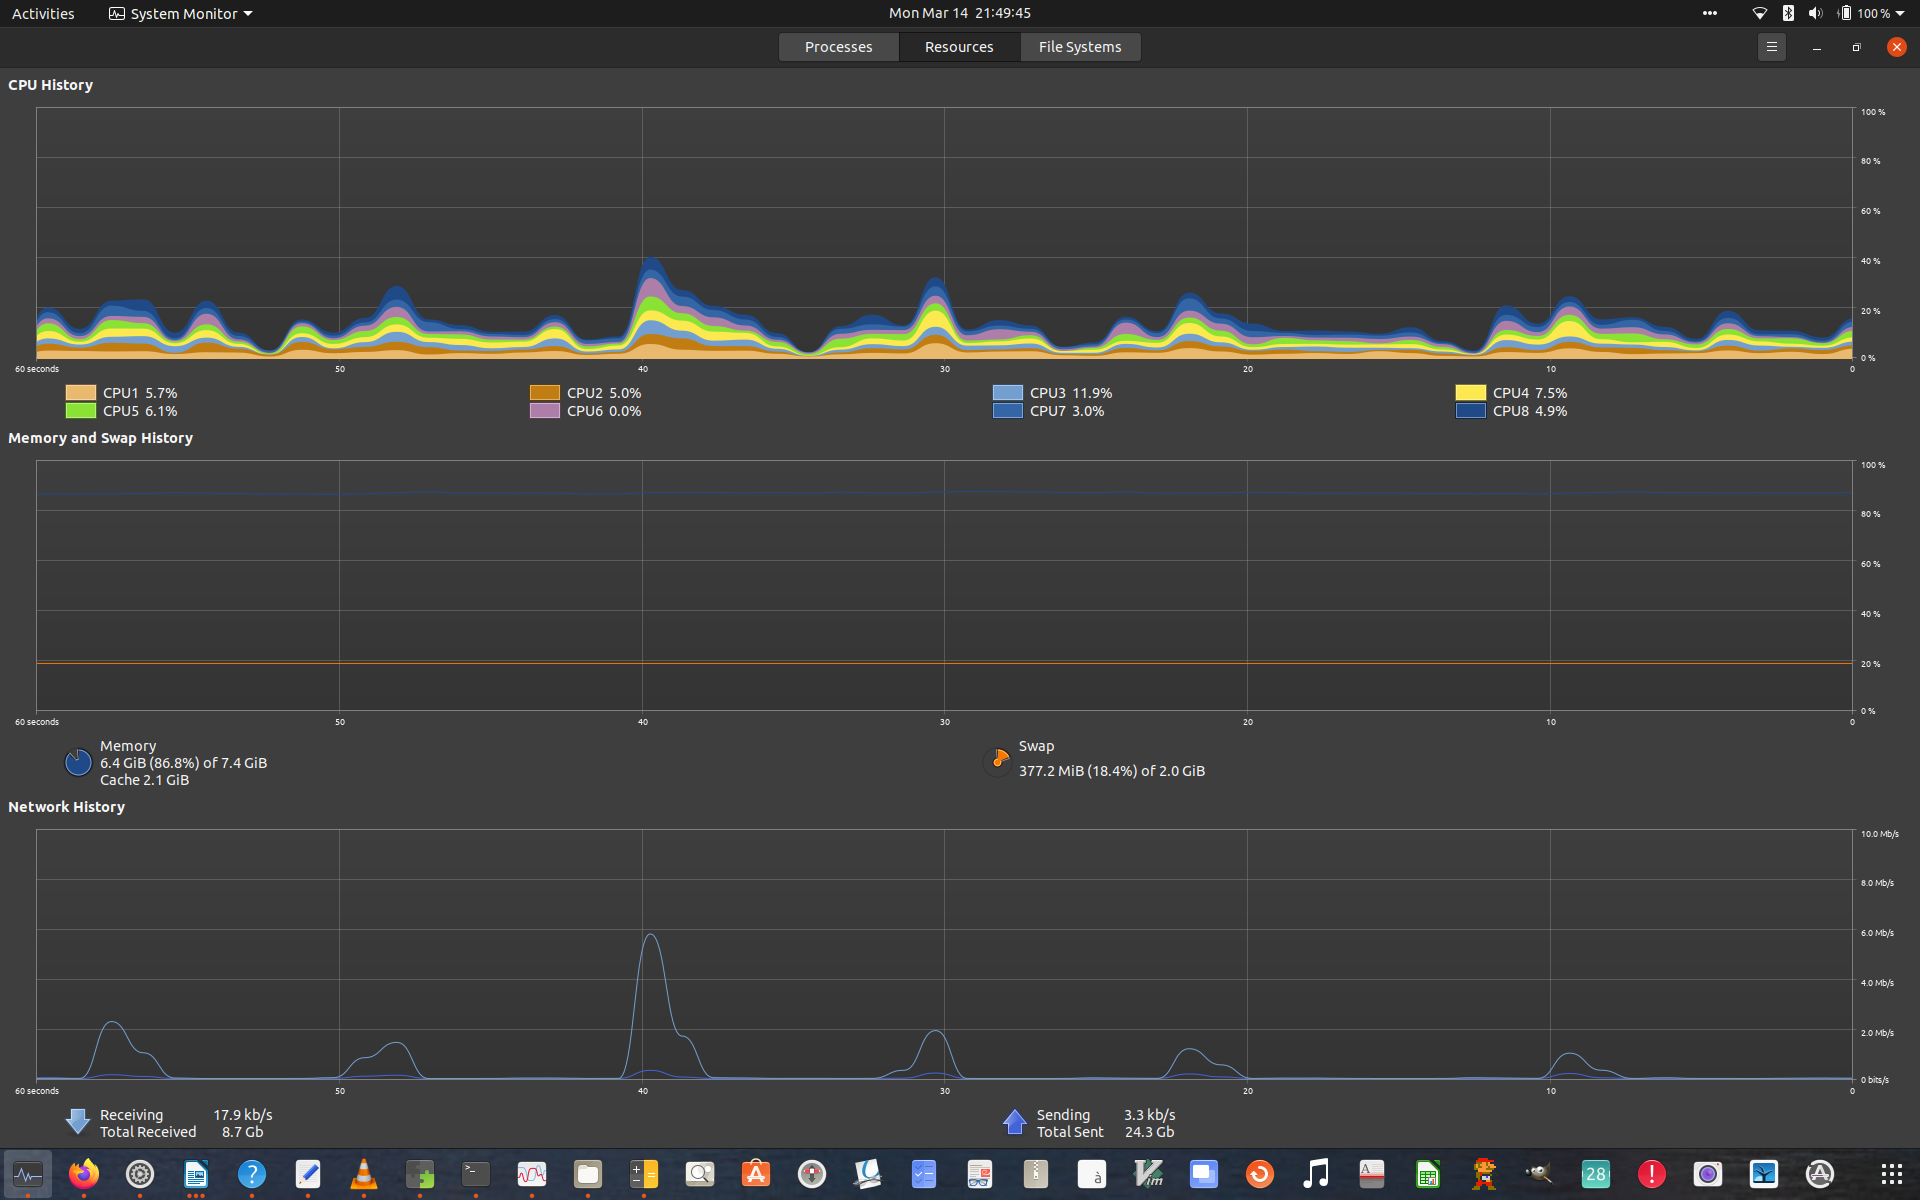 Activities System Monitor Mon Mar 14 21:49:45 100 %
Processes Resources File Systems
CPU History
100 %
80 %
60 %
40 %
20 %
0 %
60 seconds 50 40 30 20 10 0
CPU1 5.7% CPU2 5.0% CPU3 11.9% CPU4 7.5%
CPU5 6.1% CPU6 0.0% CPU7 3.0% CPU8 4.9%
Memory and Swap History
100 %
80 %
60 %
40 %
20 %
0 %
60 seconds 50 40 30 20 10 0
Memory Swap
6.4 GiB (86.8%) of 7.4 GiB 377.2 MiB (18.4%) of 2.0 GiB
Cache 2.1 GiB
Network History
10.0 Mb/s
8.0 Mb/s
6.0 Mb/s
4.0 Mb/s
2.0 Mb/s
0 bits/s
60 seconds 50 40 30 20 10 0
Receiving 17.9 kb/s Sending 3.3 kb/s
Total Received 8.7 Gb Total Sent 24.3 Gb
? >_ à Vim A 28 !